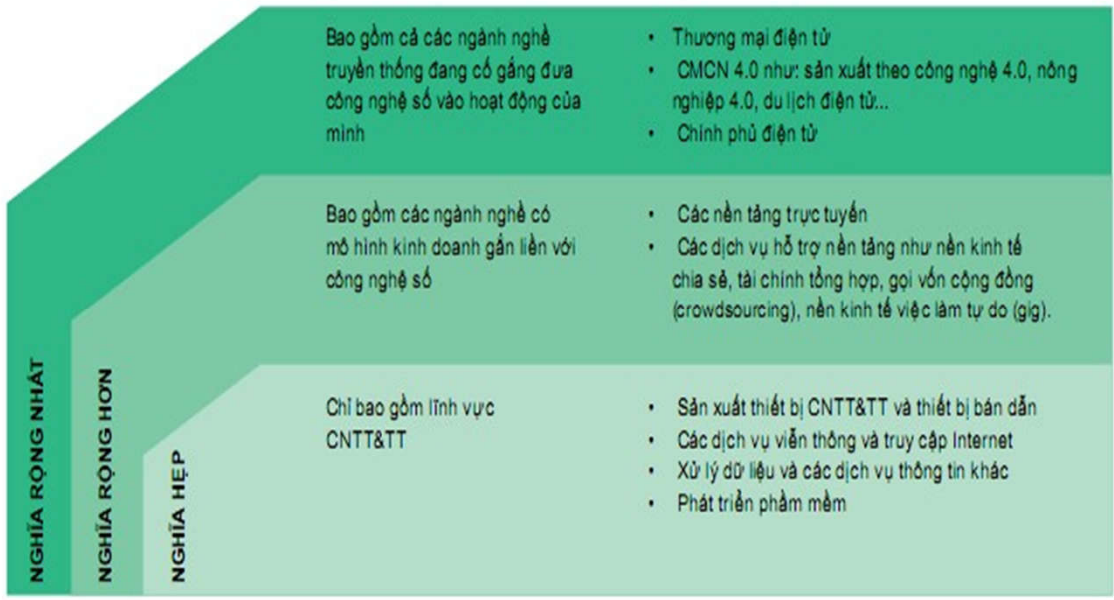 Bao gồm cả các ngành nghề
truyền thống đang cố gắng đưa
công nghệ số vào hoạt động của
mình
• Thương mại điện tử
• CMCN 4.0 như: sản xuất theo công nghệ 4.0, nông
nghiệp 4.0, du lịch điện tử...
• Chính phủ điện tử
Bao gồm các ngành nghề có
mô hình kinh doanh gắn liền với
công nghệ số
• Các nền tảng trực tuyến
• Các dịch vụ hỗ trợ nền tảng như nền kinh tế
chia sẻ, tài chính tổng hợp, gọi vốn cộng đồng
(crowdsourcing), nền kinh tế việc làm tự do (gig).
Chỉ bao gồm lĩnh vực
CNTT&TT
• Sản xuất thiết bị CNTT&TT và thiết bị bán dẫn
• Các dịch vụ viễn thông và truy cập Internet
• Xử lý dữ liệu và các dịch vụ thông tin khác
• Phát triển phầm mềm
NGHĨA RỘNG NHẤT
NGHĨA RỘNG HƠN
NGHĨA HẸP